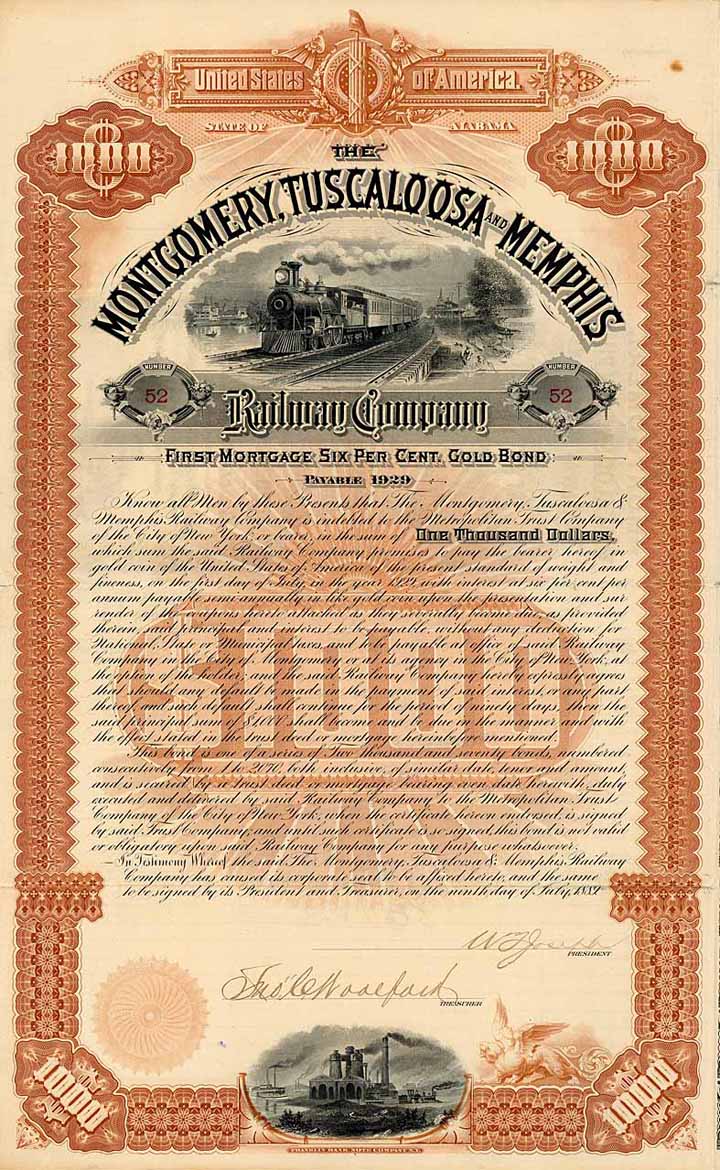 United States of America.
STATE OF ALABAMA
1000 1000
THE
MONTGOMERY, TUSCALOOSA AND MEMPHIS
NUMBER NUMBER
52 52
Railway Company
FIRST MORTGAGE SIX PER CENT. GOLD BOND
PAYABLE 1929
Know all Men by these Presents that The Montgomery, Tuscaloosa &
Memphis Railway Company is indebted to the Metropolitan Trust Company
of the City of New York or bearer, in the sum of One Thousand Dollars,
which sum the said Railway Company promises to pay the bearer hereof, in
gold coin of the United States of America of the present standard of weight and
fineness, on the first day of July, in the year 1929, with interest at six per cent per
annum payable semi-annually in like gold coin upon the presentation and sur
render of the coupons hereto attached as they severally become due, as provided
therein, said principal and interest to be payable, without any deduction for
National, State or Municipal taxes, and payable at office of said Railway
Company in the City of Montgomery or at its agency in the City of New York, at
the option of the holder and the said Railway Company hereby expressly agrees
that should any default be made in the payment of said interest, or any part
thereof, and such default shall continue for the period of ninety days, then the
said principal sum of $1,000 shall become and be due in the manner and with
the effect stated in the trust deed or mortgage hereinbefore mentioned.
This bond is one of a series of Two thousand and seventy bonds, numbered
consecutively from 1 to 2070, both inclusive, of similar date, tenor and amount,
and is secured by a trust deed or mortgage bearing even date herewith, duly
executed and delivered by said Railway Company to the Metropolitan Trust
Company of the City of New York, when the certificate hereon endorsed, is signed
by said Trust Company, and until such certificate is so signed, this bond is not valid
or obligatory upon said Railway Company for any purpose whatsoever.
In Testimony Whereof the said The Montgomery, Tuscaloosa & Memphis Railway
Company has caused its corporate seal to be affixed hereto, and the same
to be signed by its President and Treasurer, on the ninth day of July, 1889
$1000
W F Joseph
PRESIDENT
TREASURER
1000 1000
FRANKLIN BANK NOTE COMPANY N.Y.